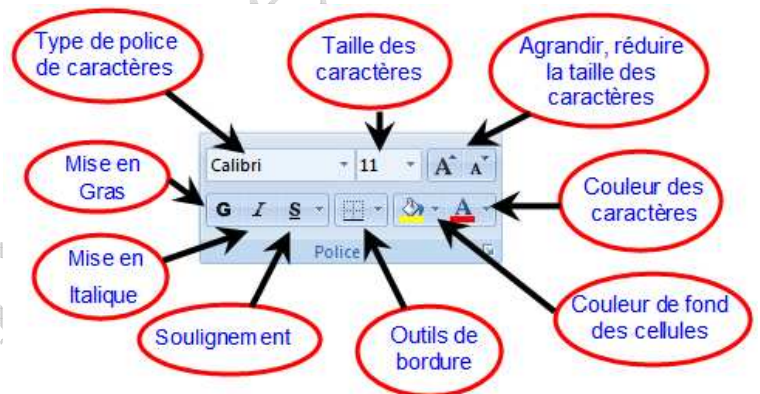 Type de police
de caractères
Taille des
caractères
Agrandir, réduire
la taille des
caractères
Calibri
11
A A
Mise en
Gras
G I S
A
Couleur des
caractères
Police
Mise en
Italique
Soulignement
Outils de
bordure
Couleur de fond
des cellules